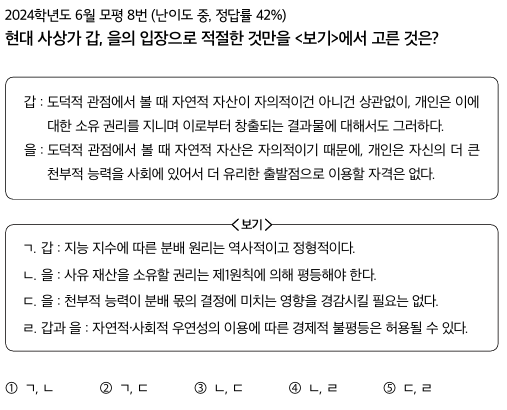 2024학년도 6월 모평 8번 (난이도 중, 정답률 42%)
현대 사상가 갑, 을의 입장으로 적절한 것만을 <보기>에서 고른 것은?
갑 : 도덕적 관점에서 볼 때 자연적 자산이 자의적이건 아니건 상관없이, 개인은 이에
대한 소유 권리를 지니며 이로부터 창출되는 결과물에 대해서도 그러하다.
을 : 도덕적 관점에서 볼 때 자연적 자산은 자의적이기 때문에, 개인은 자신의 더 큰
천부적 능력을 사회에 있어서 더 유리한 출발점으로 이용할 자격은 없다.
<보기>
ㄱ. 갑 : 지능 지수에 따른 분배 원리는 역사적이고 정형적이다.
ㄴ. 을 : 사유 재산을 소유할 권리는 제1원칙에 의해 평등해야 한다.
ㄷ. 을 : 천부적 능력이 분배 몫의 결정에 미치는 영향을 경감시킬 필요는 없다.
ㄹ. 갑과 을 : 자연적·사회적 우연성의 이용에 따른 경제적 불평등은 허용될 수 있다.
① ㄱ, ㄴ ② ㄱ, ㄷ ③ ㄴ, ㄷ ④ ㄴ, ㄹ ⑤ ㄷ, ㄹ